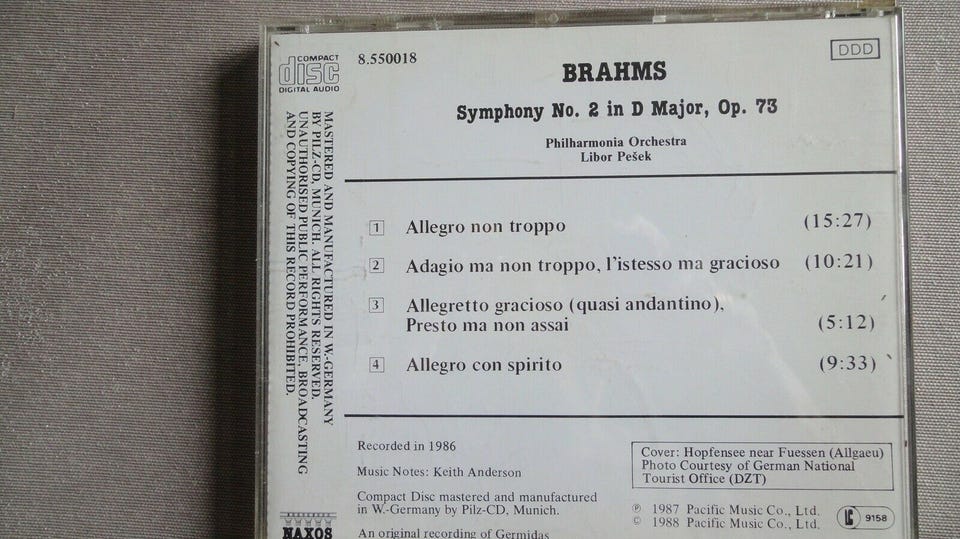 COMPACT
disc
DIGITAL AUDIO
8.550018
DDD
BRAHMS
Symphony No. 2 in D Major, Op. 73
Philharmonia Orchestra
Libor Pešek
1 Allegro non troppo (15:27)
2 Adagio ma non troppo, l'istesso ma gracioso (10:21)
3 Allegretto gracioso (quasi andantino),
Presto ma non assai (5:12)
4 Allegro con spirito (9:33)
MASTERED AND MANUFACTURED IN W.-GERMANY
BY PILZ-CD, MUNICH. ALL RIGHTS RESERVED.
UNAUTHORISED PUBLIC PERFORMANCE, BROADCASTING
AND COPYING OF THIS RECORD PROHIBITED.
Recorded in 1986
Music Notes: Keith Anderson
Compact Disc mastered and manufactured
in W.-Germany by Pilz-CD, Munich.
An original recording of Germidas
Cover: Hopfensee near Fuessen (Allgaeu)
Photo Courtesy of German National
Tourist Office (DZT)
℗ 1987 Pacific Music Co., Ltd.
© 1988 Pacific Music Co., Ltd.
LC 9158
NAXOS